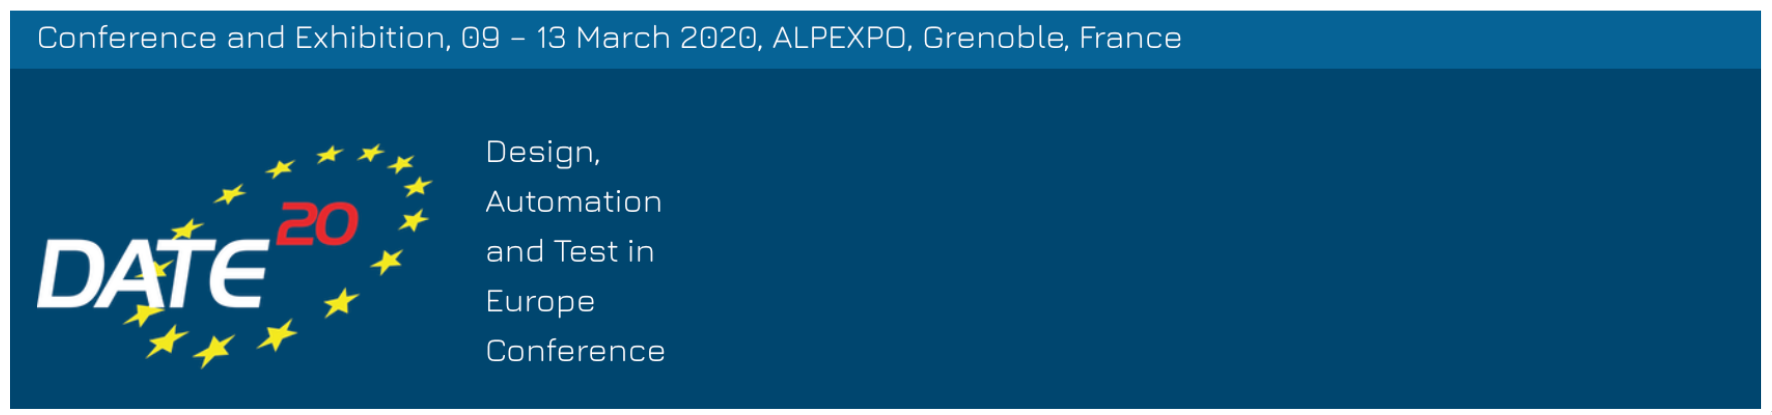 Conference and Exhibition, 09 – 13 March 2020, ALPEXPO, Grenoble, France
DATE 20
Design,
Automation
and Test in
Europe
Conference